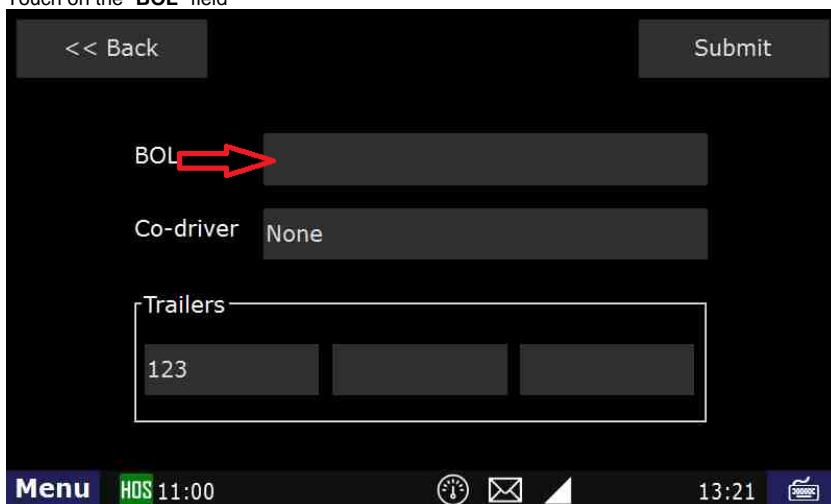 Touch on the "BOL" field
<< Back
Submit
BOL
Co-driver
None
Trailers
123
Menu
HOS 11:00
13:21